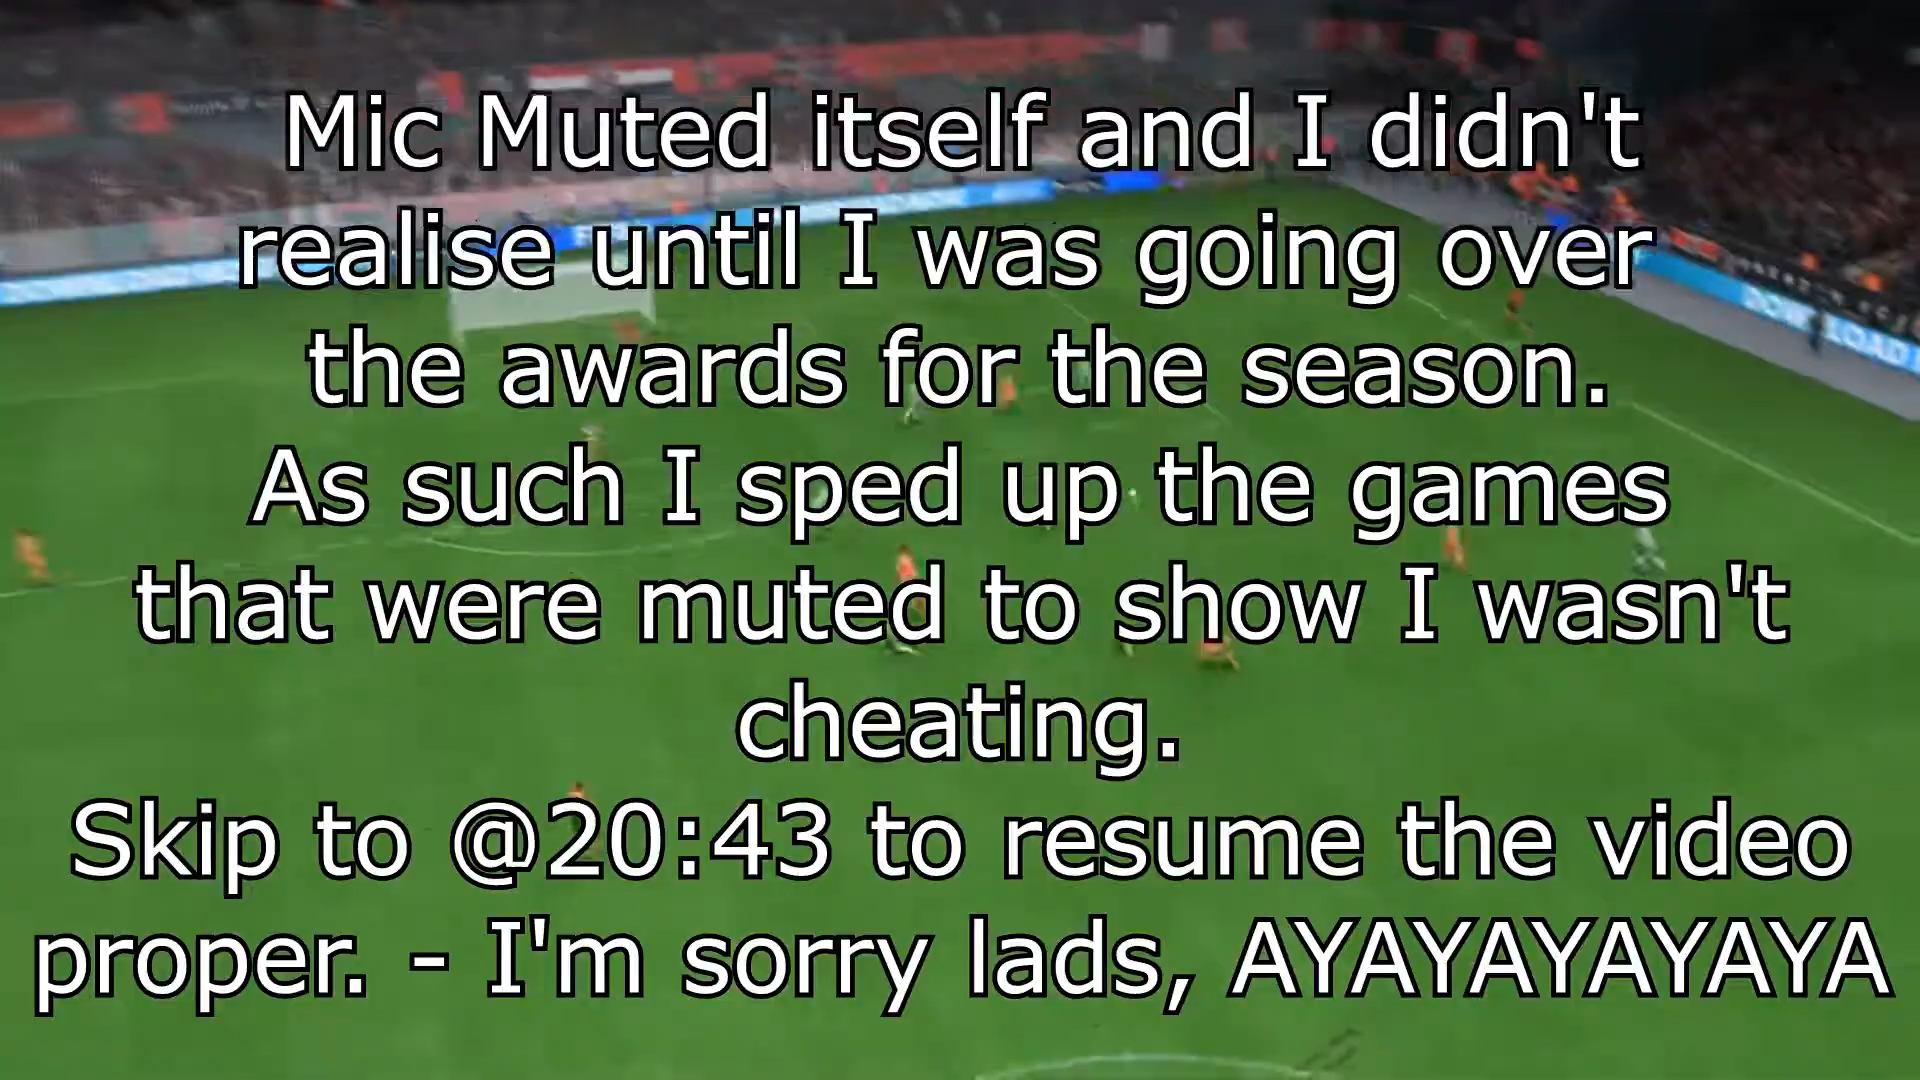 Mic Muted itself and I didn't
realise until I was going over
the awards for the season.
As such I sped up the games
that were muted to show I wasn't
cheating.
Skip to @20:43 to resume the video
proper. - I'm sorry lads, AYAYAYAYAYA